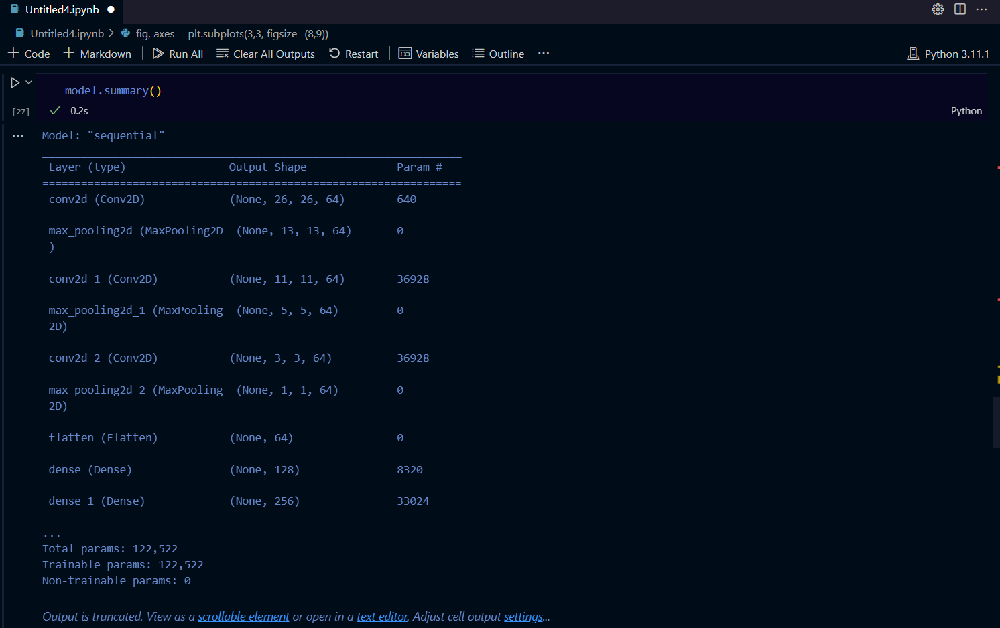 Untitled4.ipynb
Untitled4.ipynb > fig, axes = plt.subplots(3,3, figsize=(8,9))
+ Code + Markdown | Run All Clear All Outputs Restart | Variables Outline ... Python 3.11.1
model.summary()
[27] ✓ 0.2s Python
... Model: "sequential"
_________________________________________________________________
Layer (type) Output Shape Param #
=================================================================
conv2d (Conv2D) (None, 26, 26, 64) 640
max_pooling2d (MaxPooling2D (None, 13, 13, 64) 0
)
conv2d_1 (Conv2D) (None, 11, 11, 64) 36928
max_pooling2d_1 (MaxPooling (None, 5, 5, 64) 0
2D)
conv2d_2 (Conv2D) (None, 3, 3, 64) 36928
max_pooling2d_2 (MaxPooling (None, 1, 1, 64) 0
2D)
flatten (Flatten) (None, 64) 0
dense (Dense) (None, 128) 8320
dense_1 (Dense) (None, 256) 33024
...
Total params: 122,522
Trainable params: 122,522
Non-trainable params: 0
_________________________________________________________________
Output is truncated. View as a scrollable element or open in a text editor. Adjust cell output settings...